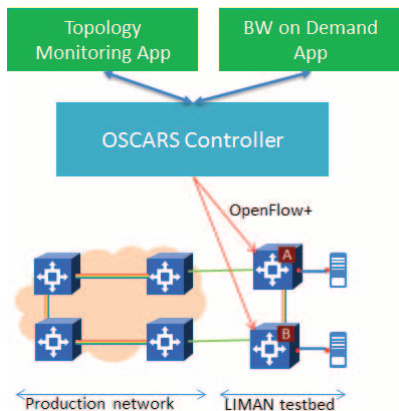 Topology
Monitoring App
BW on Demand
App
OSCARS Controller
OpenFlow+
A
B
Production network
LIMAN testbed